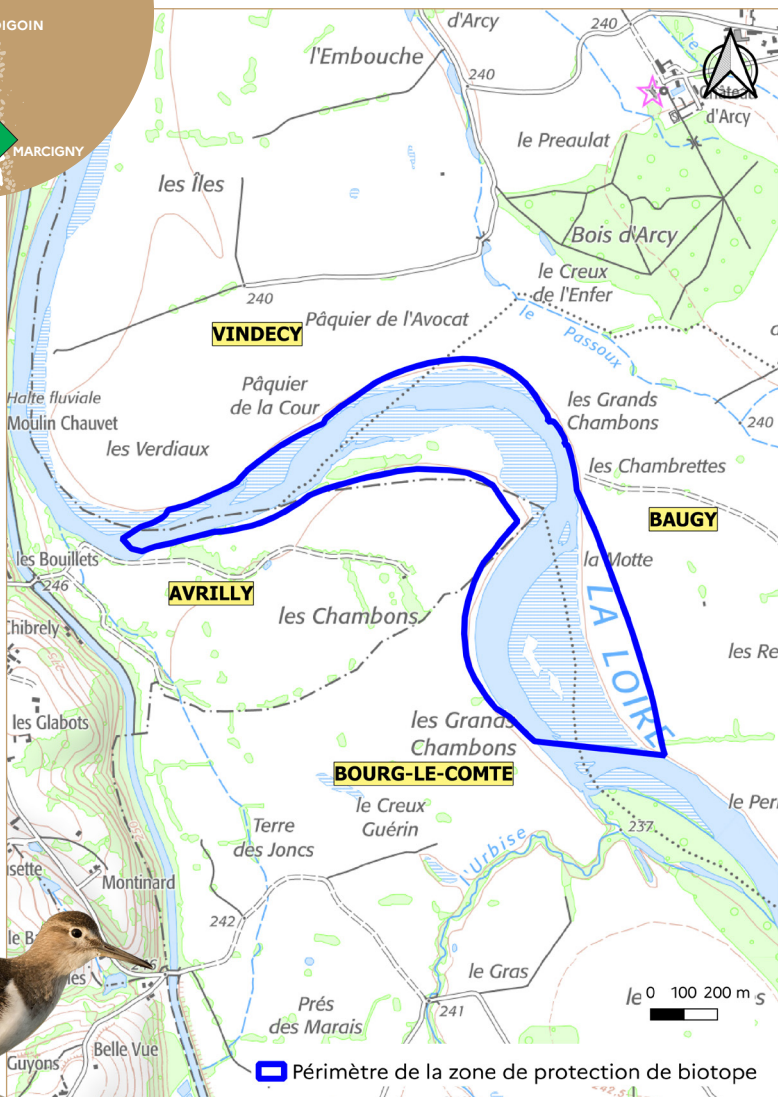 d'Arcy
240
l'Embouche
240
Château
d'Arcy
le Preaulat
MARCIGNY
les Îles
Bois d'Arcy
le Creux
de l'Enfer
240
Pâquier de l'Avocat
le Passoux
VINDECY
Pâquier
de la Cour
Halte fluviale
Moulin Chauvet
les Grands
Chambons
240
les Verdiaux
les Chambrettes
BAUGY
les Bouillets
246
la Motte
AVRILLY
les Chambons
LA LOIRE
les Glabots
les Grands
Chambons
BOURG-LE-COMTE
le Creux
Guérin
Terre
des Joncs
237
l'Urbise
Montinard
242
le Gras
0 100 200 m
Prés
des Marais
241
Belle Vue
Guyons
Périmètre de la zone de protection de biotope